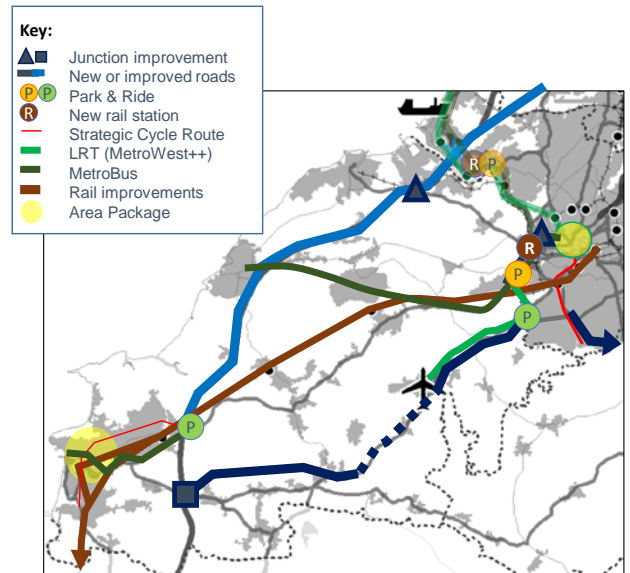 Key:
Junction improvement
New or improved roads
P P Park & Ride
R New rail station
Strategic Cycle Route
LRT (MetroWest++)
MetroBus
Rail improvements
Area Package
R P
R
P
P
P